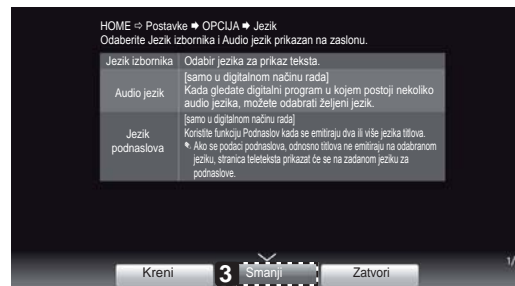 HOME ⇨ Postavke ➡ OPCIJA ➡ Jezik
Odaberite Jezik izbornika i Audio jezik prikazan na zaslonu.
Jezik izbornika
Odabir jezika za prikaz teksta.
Audio jezik
[samo u digitalnom načinu rada]
Kada gledate digitalni program u kojem postoji nekoliko
audio jezika, možete odabrati željeni jezik.
Jezik
podnaslova
[samo u digitalnom načinu rada]
Koristite funkciju Podnaslov kada se emitiraju dva ili više jezika titlova.
Ako se podaci podnaslova, odnosno titlova ne emitiraju na odabranom
jeziku, stranica teleteksta prikazat će se na zadanom jeziku za
podnaslove.
1/
Kreni
3 Smanji
Zatvori